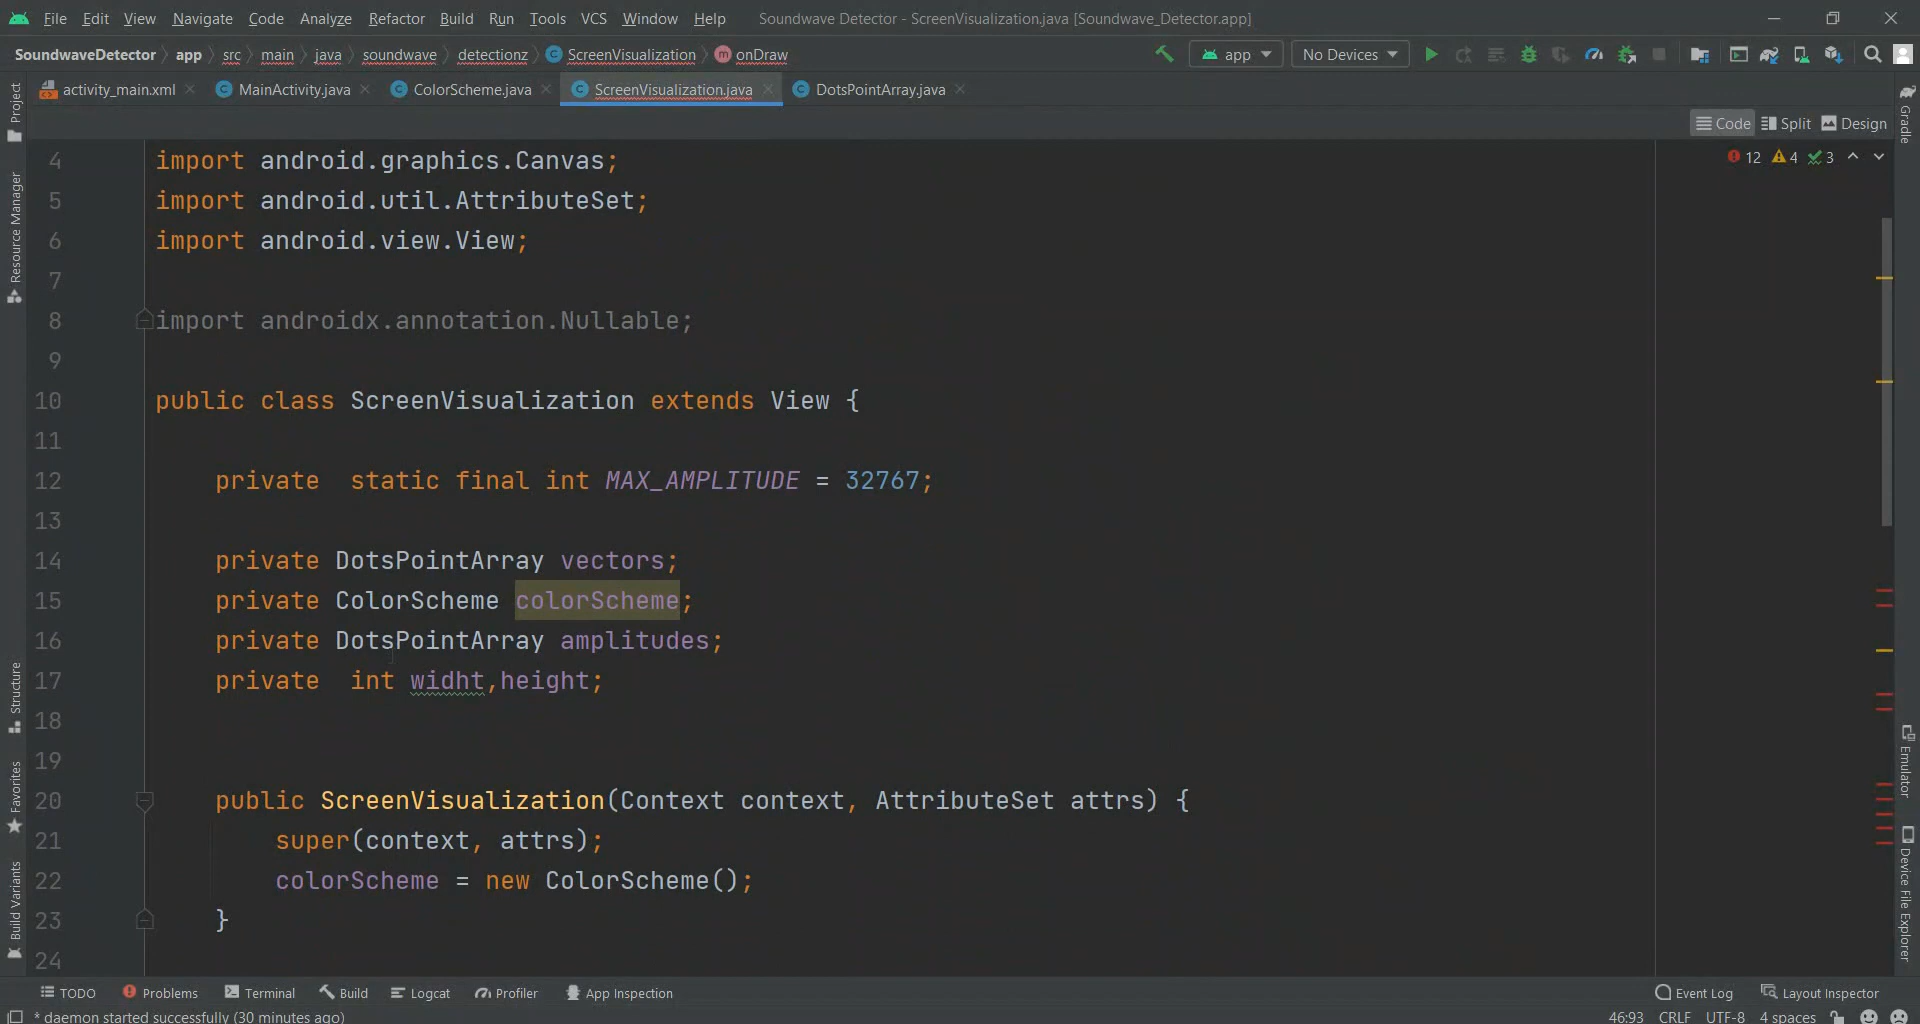 File Edit View Navigate Code Analyze Refactor Build Run Tools VCS Window Help Soundwave Detector - ScreenVisualization.java [Soundwave_Detector.app]
SoundwaveDetector app src main java soundwave detectionz ScreenVisualization onDraw app No Devices
activity_main.xml MainActivity.java ColorScheme.java ScreenVisualization.java DotsPointArray.java
Code Split Design
12 4 3
4 import android.graphics.Canvas;
5 import android.util.AttributeSet;
6 import android.view.View;
7
8 import androidx.annotation.Nullable;
9
10 public class ScreenVisualization extends View {
11
12 private  static final int MAX_AMPLITUDE = 32767;
13
14 private DotsPointArray vectors;
15 private ColorScheme colorScheme;
16 private DotsPointArray amplitudes;
17 private  int widht,height;
18
19
20 public ScreenVisualization(Context context, AttributeSet attrs) {
21 super(context, attrs);
22 colorScheme = new ColorScheme();
23 }
24
Project
Resource Manager
Structure
Favorites
Build Variants
Gradle
Emulator
Device File Explorer
TODO Problems Terminal Build Logcat Profiler App Inspection Event Log Layout Inspector
* daemon started successfully (30 minutes ago) 46:93 CRLF UTF-8 4 spaces